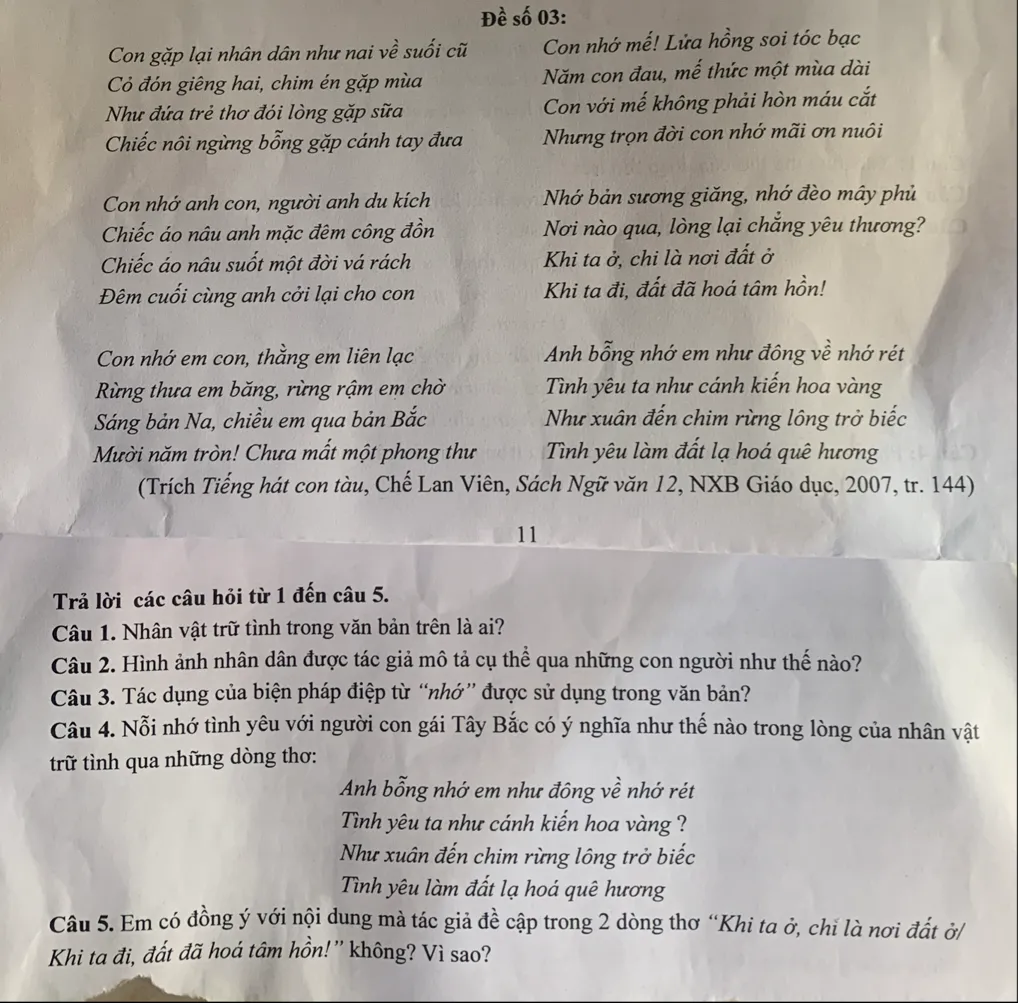 Đề số 03:
Con gặp lại nhân dân như nai về suối cũ
Cỏ đón giêng hai, chim én gặp mùa
Như đứa trẻ thơ đói lòng gặp sữa
Chiếc nôi ngừng bỗng gặp cánh tay đưa
Con nhớ anh con, người anh du kích
Chiếc áo nâu anh mặc đêm công đồn
Chiếc áo nâu suốt một đời vá rách
Đêm cuối cùng anh cởi lại cho con
Con nhớ em con, thằng em liên lạc
Rừng thưa em băng, rừng rậm em chờ
Sáng bản Na, chiều em qua bản Bắc
Mười năm tròn! Chưa mất một phong thư
Con nhớ mế! Lửa hồng soi tóc bạc
Năm con đau, mế thức một mùa dài
Con với mế không phải hòn máu cắt
Nhưng trọn đời con nhớ mãi ơn nuôi
Nhớ bản sương giăng, nhớ đèo mây phủ
Nơi nào qua, lòng lại chẳng yêu thương?
Khi ta ở, chỉ là nơi đất ở
Khi ta đi, đất đã hoá tâm hồn!
Anh bỗng nhớ em như đông về nhớ rét
Tình yêu ta như cánh kiến hoa vàng
Như xuân đến chim rừng lông trở biếc
Tình yêu làm đất lạ hoá quê hương
(Trích Tiếng hát con tàu, Chế Lan Viên, Sách Ngữ văn 12, NXB Giáo dục, 2007, tr. 144)
11
Trả lời các câu hỏi từ 1 đến câu 5.
Câu 1. Nhân vật trữ tình trong văn bản trên là ai?
Câu 2. Hình ảnh nhân dân được tác giả mô tả cụ thể qua những con người như thế nào?
Câu 3. Tác dụng của biện pháp điệp từ “nhớ” được sử dụng trong văn bản?
Câu 4. Nỗi nhớ tình yêu với người con gái Tây Bắc có ý nghĩa như thế nào trong lòng của nhân vật
trữ tình qua những dòng thơ:
Anh bỗng nhớ em như đông về nhớ rét
Tình yêu ta như cánh kiến hoa vàng ?
Như xuân đến chim rừng lông trở biếc
Tình yêu làm đất lạ hoá quê hương
Câu 5. Em có đồng ý với nội dung mà tác giả đề cập trong 2 dòng thơ “Khi ta ở, chỉ là nơi đất ở/
Khi ta đi, đất đã hoá tâm hồn!” không? Vì sao?